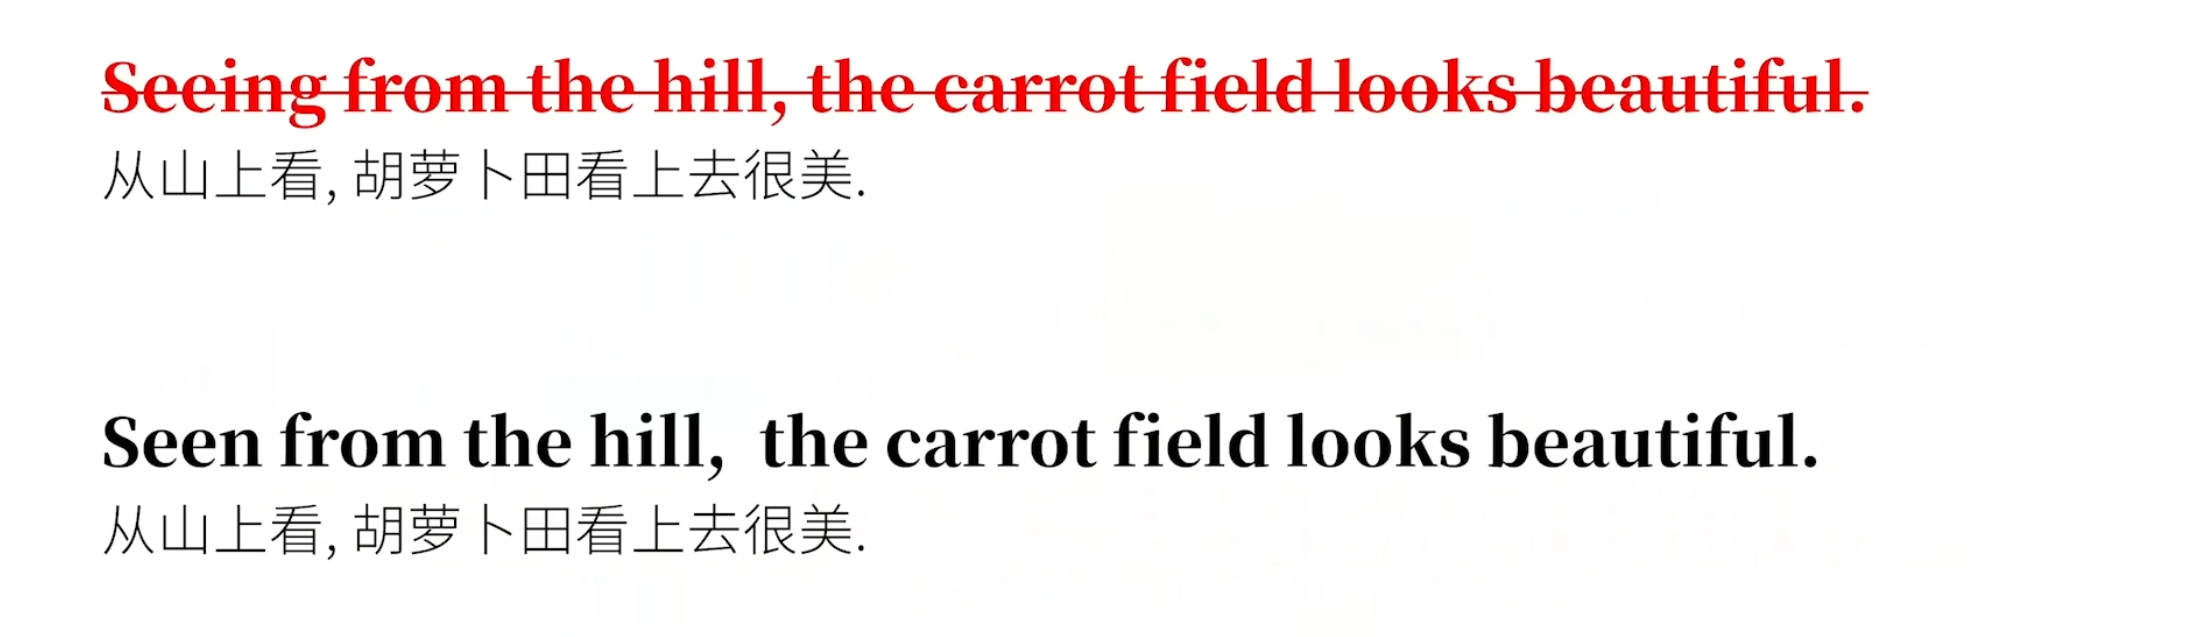 Seeing from the hill, the carrot field looks beautiful.
从山上看, 胡萝卜田看上去很美.
Seen from the hill, the carrot field looks beautiful.
从山上看, 胡萝卜田看上去很美.